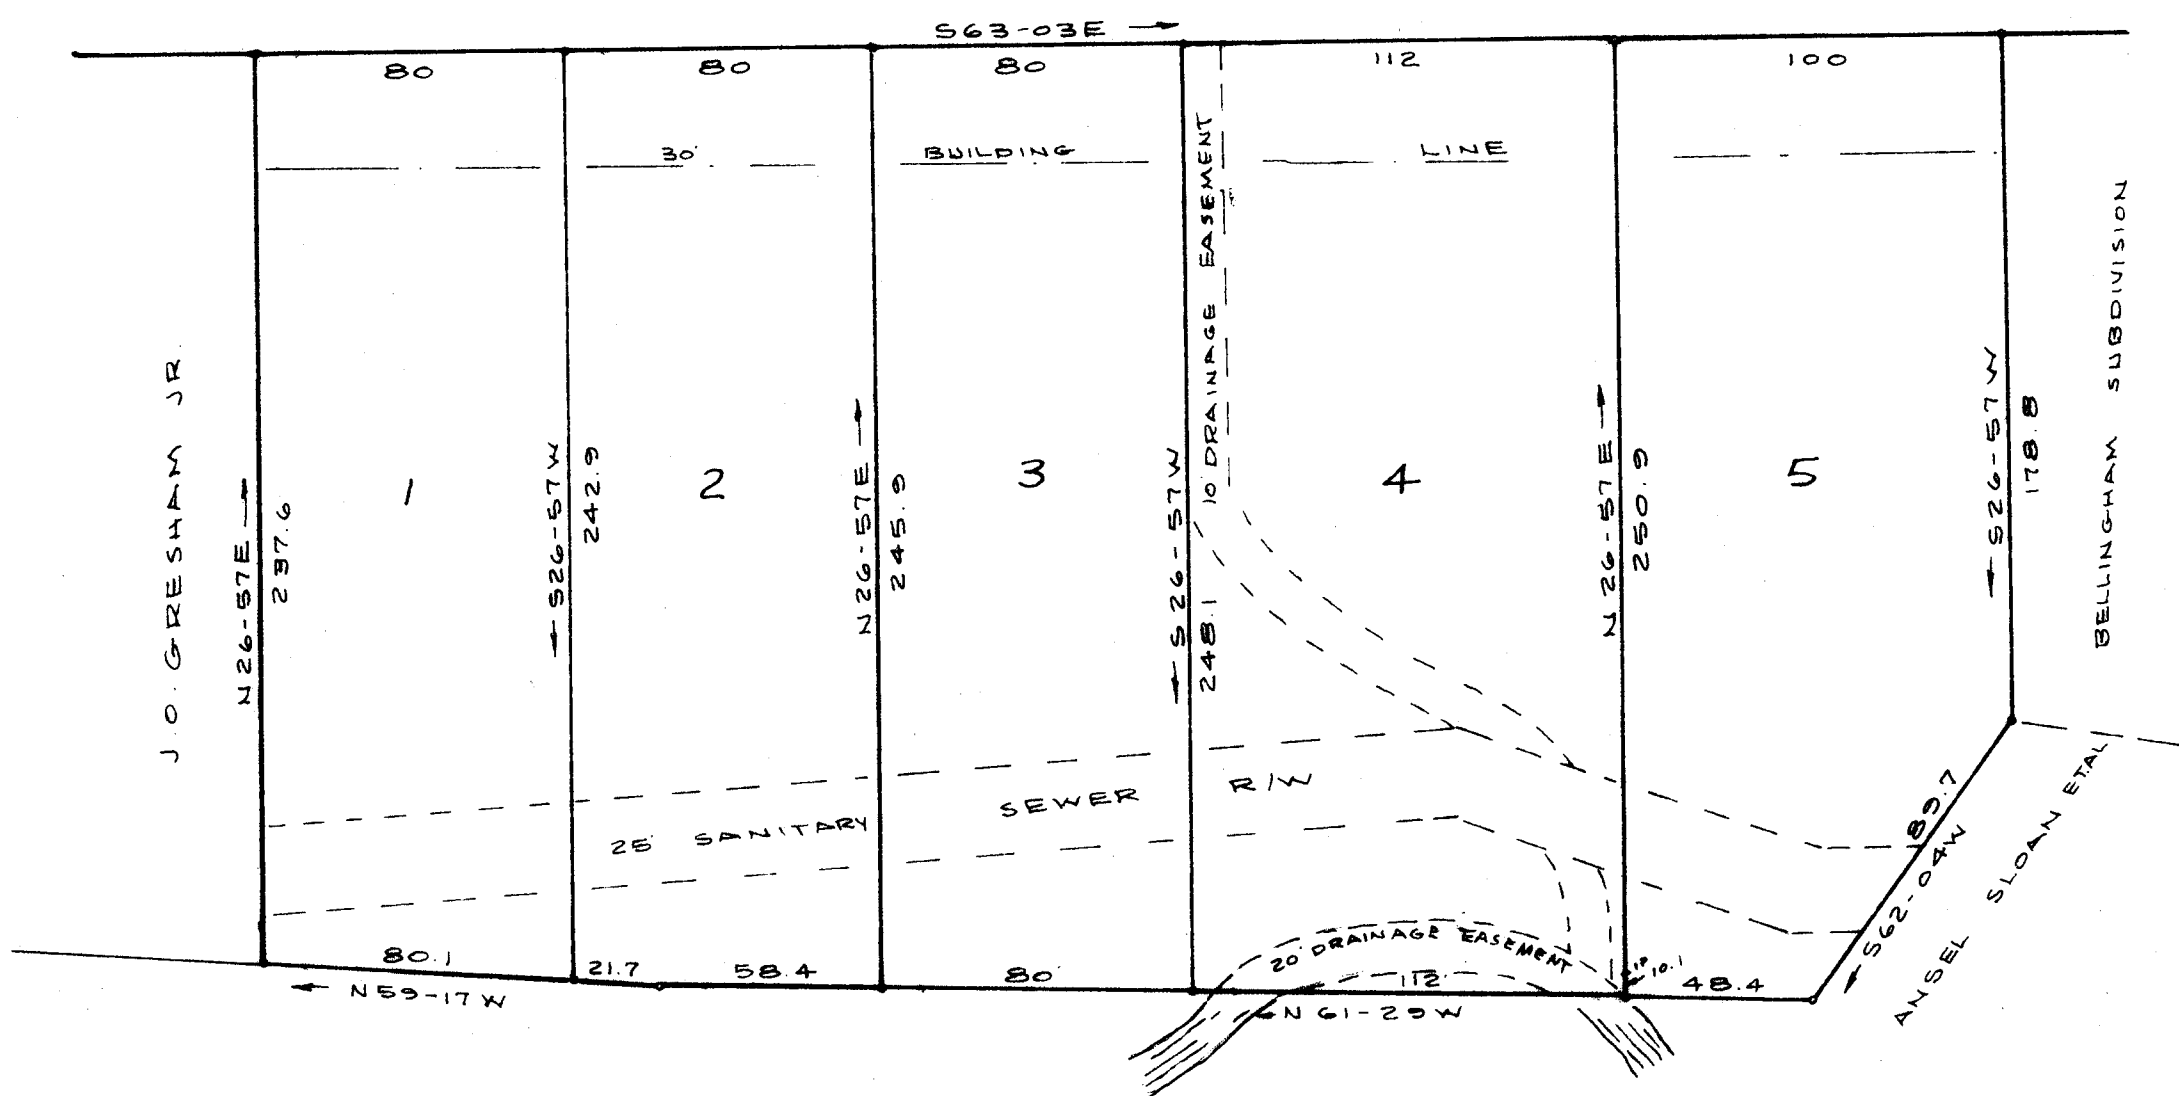 S63-03E
80
80
80
112
100
30'
BUILDING
LINE
J.O. GRESHAM JR.
N26-57E
237.6
1
S26-57W
242.9
2
N26-57E
245.9
3
S26-57W
248.1
10' DRAINAGE EASEMENT
4
N26-57E
250.9
5
S26-57W
178.8
BELLINGHAM SUBDIVISION
25' SANITARY SEWER R/W
89.7
S62-04W
ANSEL SLOAN ETAL
20' DRAINAGE EASEMENT
80.1
21.7
58.4
80
112
10.1
48.4
N59-17W
N61-29W